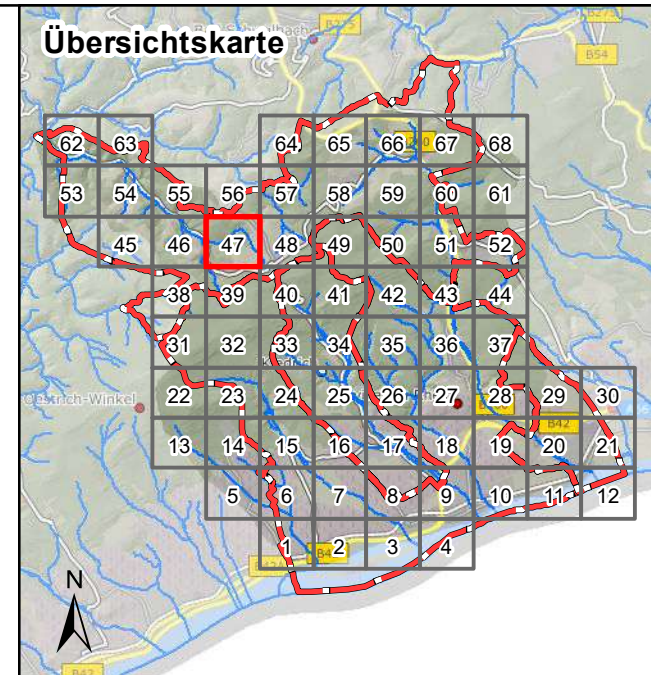 Übersichtskarte
B275
B54
62 63 64 65 66 67 68
53 54 55 56 57 58 59 60 61
45 46 47 48 49 50 51 52
38 39 40 41 42 43 44
31 32 33 34 35 36 37
22 23 24 25 26 27 28 29 30
Oestrich-Winkel
B42
13 14 15 16 17 18 19 20 21
5 6 7 8 9 10 11 12
1 2 3 4
N
B42